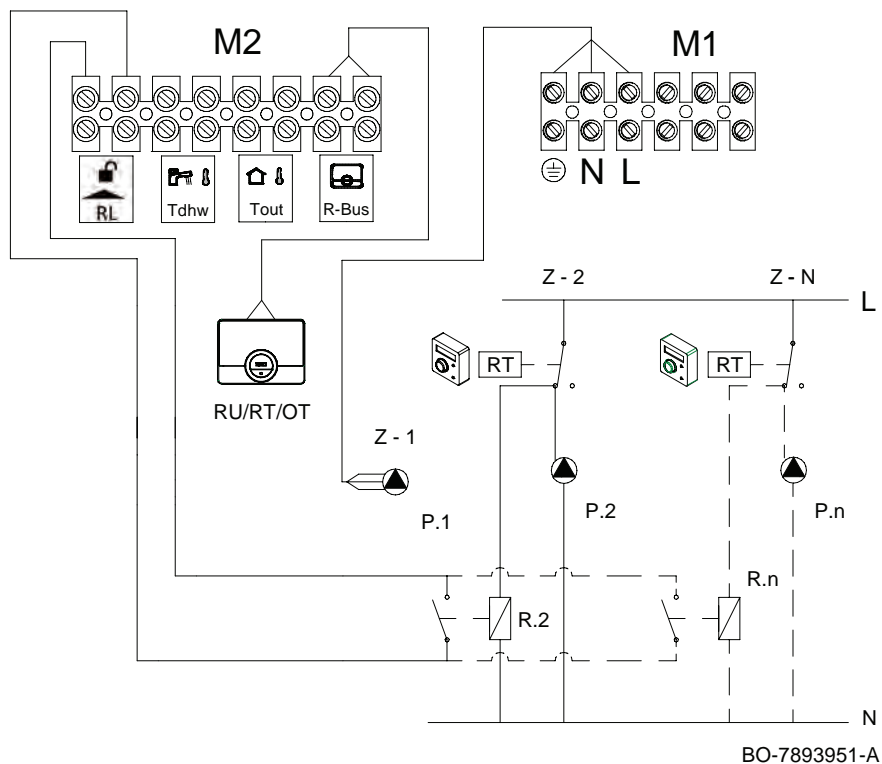 M2
M1
N L
RL
Tdhw
Tout
R-Bus
Z - 2
Z - N
L
RT
RT
RU/RT/OT
Z - 1
P.1
P.2
P.n
R.n
R.2
N
BO-7893951-A